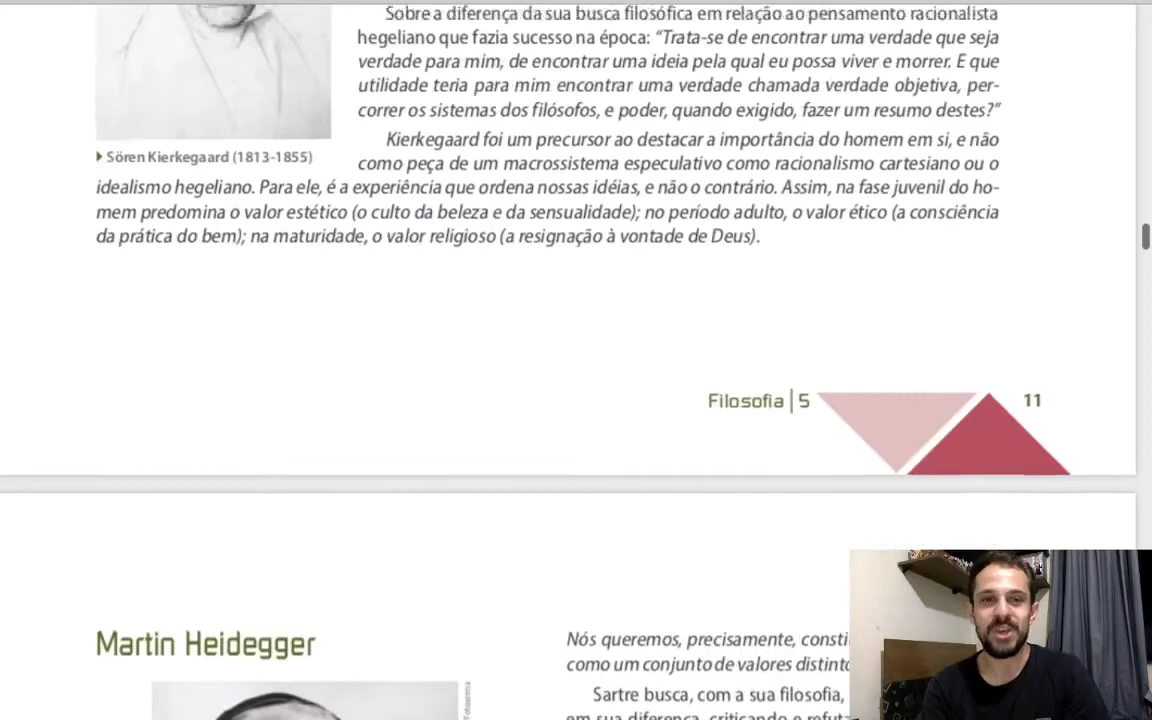 Sobre a diferença da sua busca filosófica em relação ao pensamento racionalista
hegeliano que fazia sucesso na época: “Trata-se de encontrar uma verdade que seja
verdade para mim, de encontrar uma ideia pela qual eu possa viver e morrer. E que
utilidade teria para mim encontrar uma verdade chamada verdade objetiva, per-
correr os sistemas dos filósofos, e poder, quando exigido, fazer um resumo destes?”
Kierkegaard foi um precursor ao destacar a importância do homem em si, e não
Sören Kierkegaard (1813-1855)
como peça de um macrossistema especulativo como racionalismo cartesiano ou o
idealismo hegeliano. Para ele, é a experiência que ordena nossas idéias, e não o contrário. Assim, na fase juvenil do ho-
mem predomina o valor estético (o culto da beleza e da sensualidade); no período adulto, o valor ético (a consciência
da prática do bem); na maturidade, o valor religioso (a resignação à vontade de Deus).
Filosofia | 5
11
Martin Heidegger
Nós queremos, precisamente,
como um conjunto de valores
Sartre busca, com a sua filosofia,
em sua diferença, criticando e